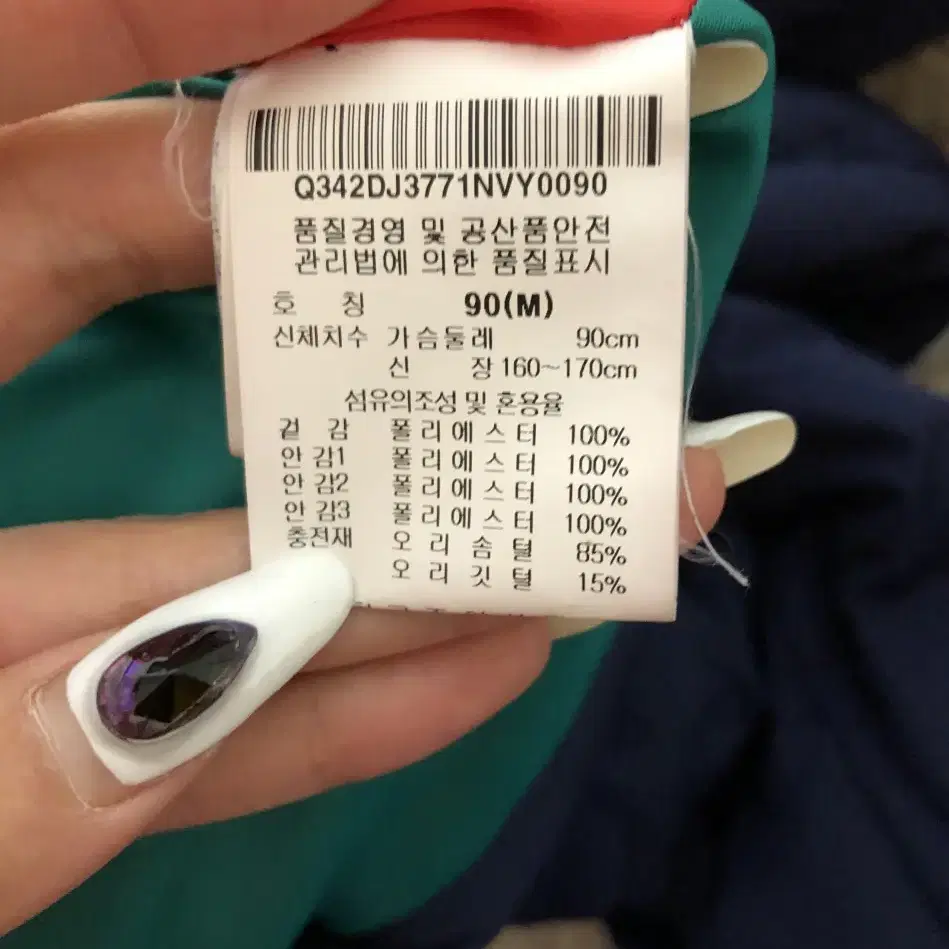 Q342DJ3771NVY0090
품질경영 및 공산품안전
관리법에 의한 품질표시
호 칭 90(M)
신체치수 가슴둘레 90cm
신 장 160~170cm
섬유의조성 및 혼용율
겉 감 폴리에스터 100%
안 감1 폴리에스터 100%
안 감2 폴리에스터 100%
안 감3 폴리에스터 100%
충전재 오리솜털 85%
오리깃털 15%